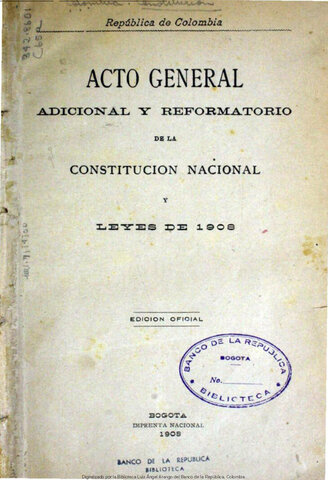 República de Colombia
ACTO GENERAL
ADICIONAL Y REFORMATORIO
DE LA
CONSTITUCION NACIONAL
Y
LEYES DE 1908
EDICION OFICIAL
BANCO DE LA REPUBLICA
BOGOTA
No.
BIBLIOTECA
BOGOTA
IMPRENTA NACIONAL
1908
BANCO DE LA REPUBLICA
BIBLIOTECA
Digitalizado por la Biblioteca Luis Ángel Arango del Banco de la República, Colombia